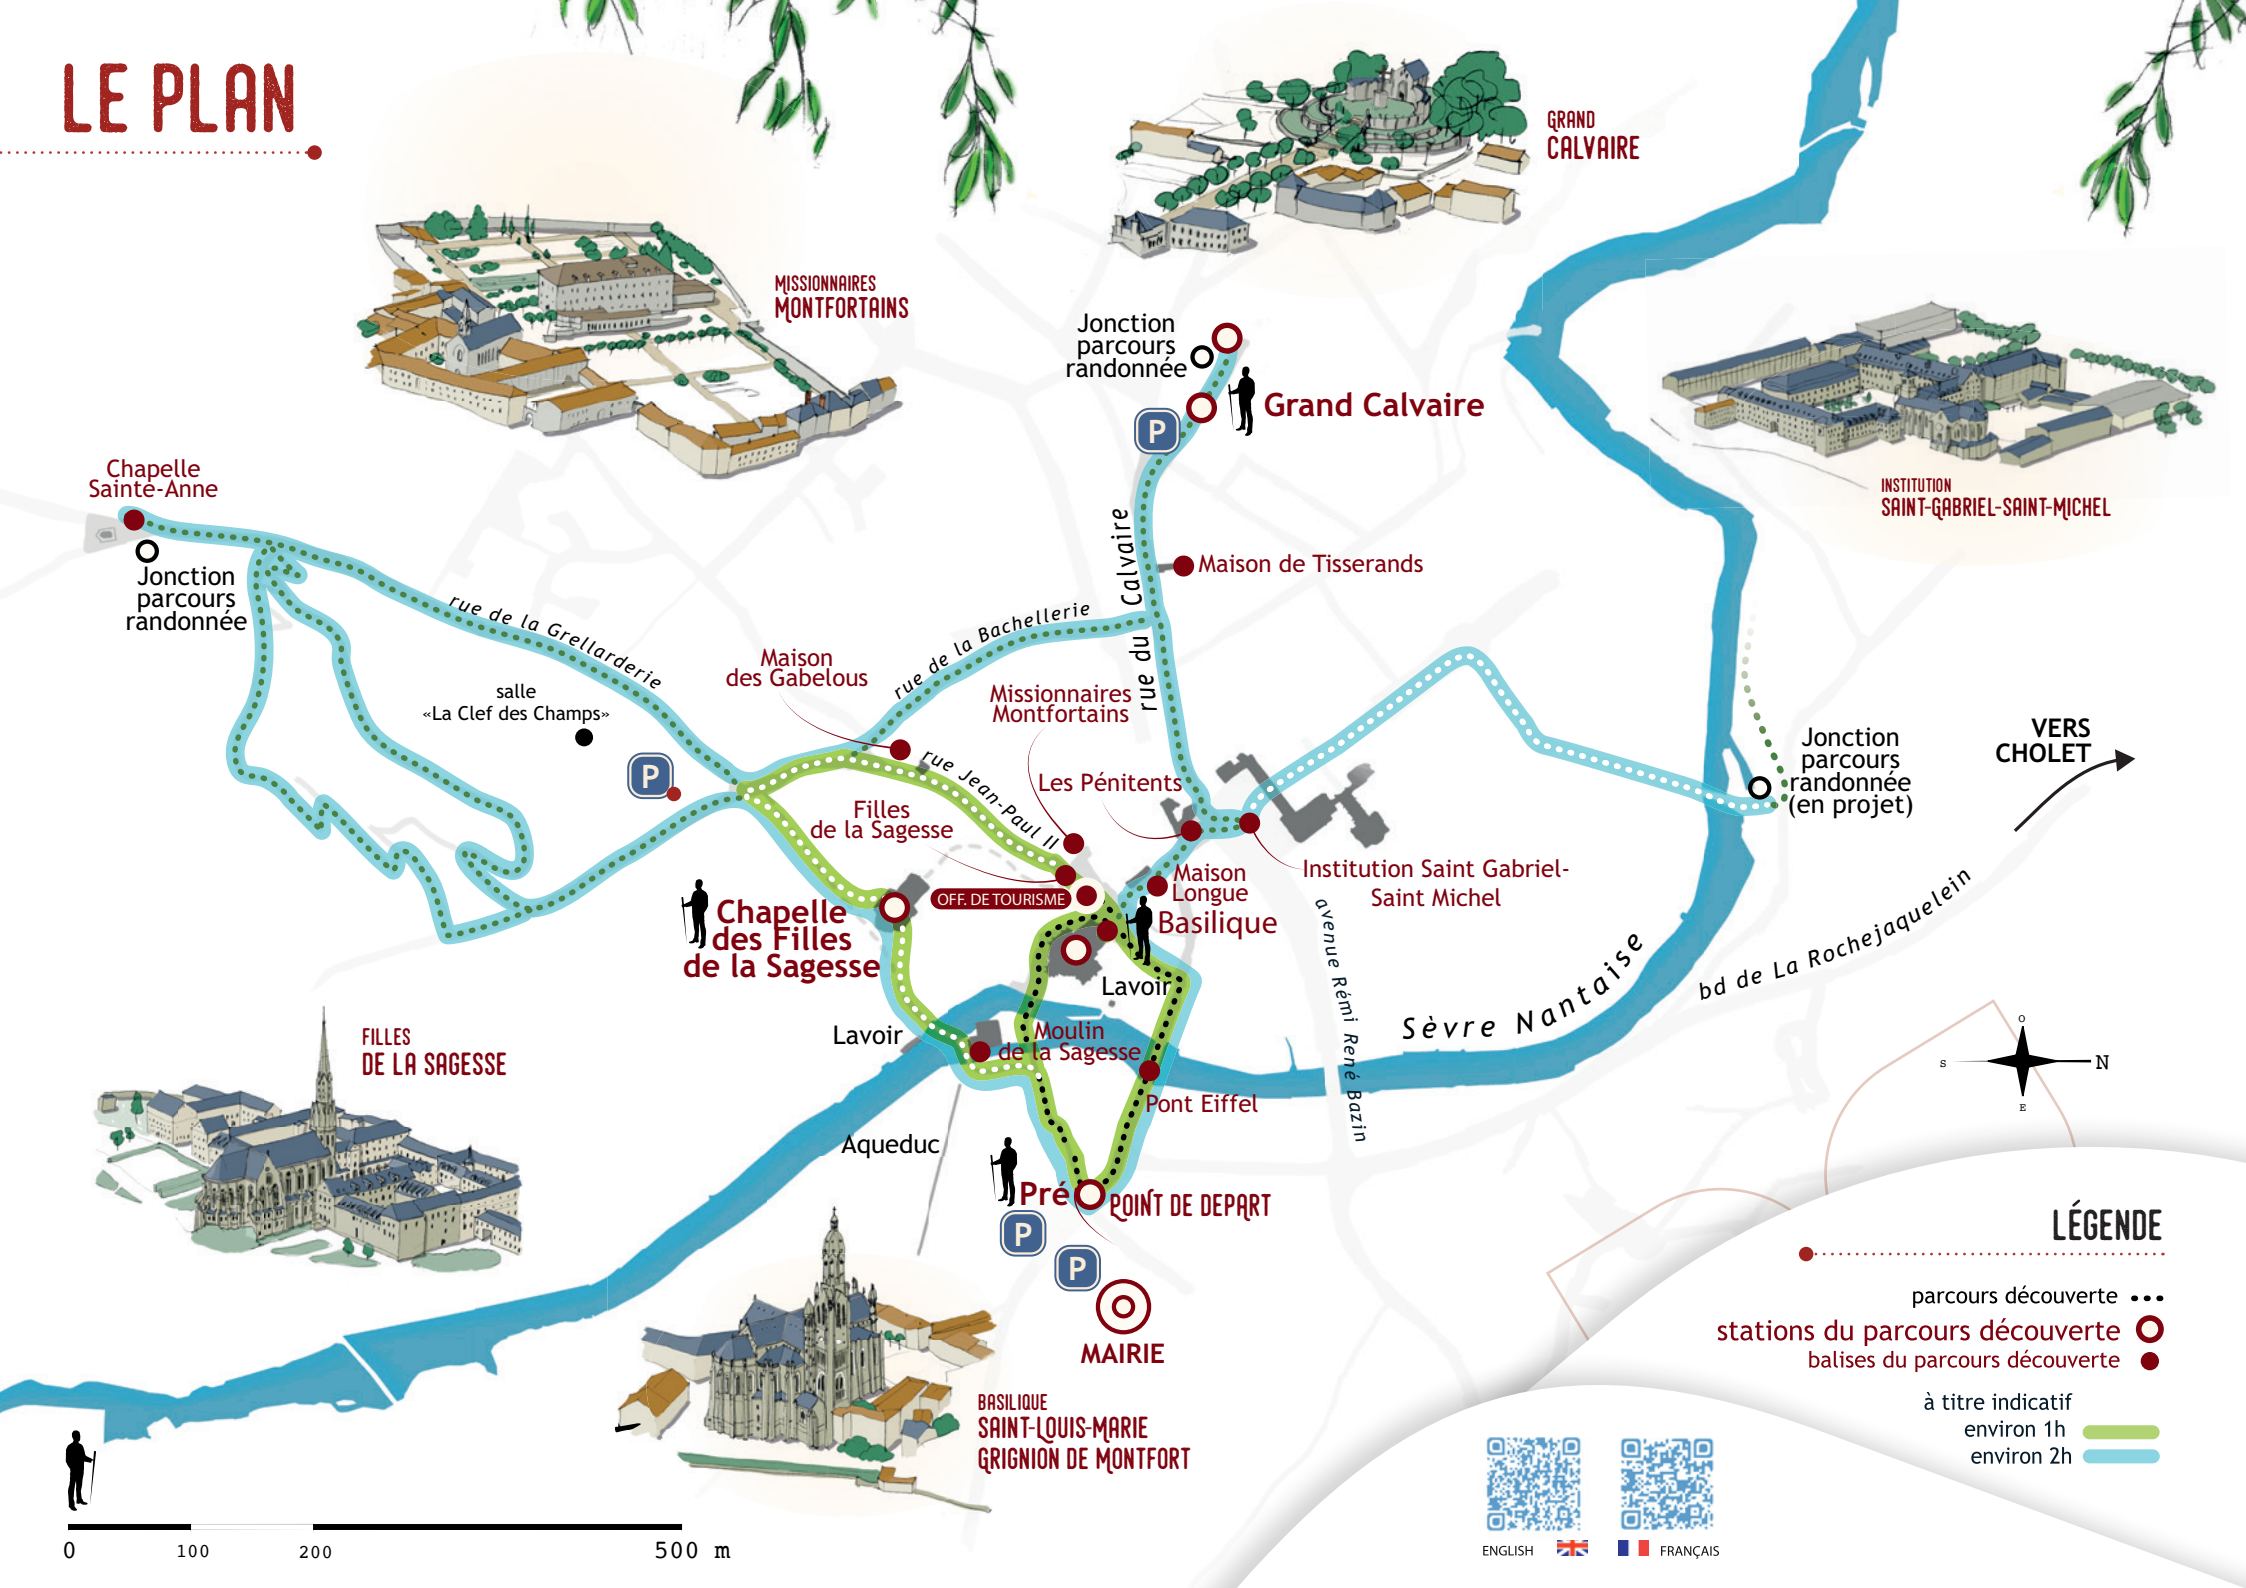 LE PLAN
GRAND
CALVAIRE
MISSIONNAIRES
MONTFORTAINS
Jonction
parcours
randonnée
Grand Calvaire
P
INSTITUTION
SAINT-GABRIEL-SAINT-MICHEL
Chapelle
Sainte-Anne
Jonction
parcours
randonnée
rue de la Grellarderie
salle
«La Clef des Champs»
P
Maison
des Gabelous
rue de la Bachellerie
rue du Calvaire
Maison de Tisserands
Missionnaires
Montfortains
rue Jean-Paul II
Les Pénitents
Filles
de la Sagesse
OFF. DE TOURISME
Maison
Longue
Basilique
Institution Saint Gabriel-
Saint Michel
Jonction
parcours
randonnée
(en projet)
VERS
CHOLET
Chapelle
des Filles
de la Sagesse
Lavoir
Lavoir
Moulin
de la Sagesse
Pont Eiffel
avenue Rémi René Bazin
Sèvre Nantaise
bd de La Rochejaquelein
Aqueduc
Pré
POINT DE DEPART
P
P
MAIRIE
FILLES
DE LA SAGESSE
BASILIQUE
SAINT-LOUIS-MARIE
GRIGNION DE MONTFORT
O
S
N
E
LÉGENDE
parcours découverte
stations du parcours découverte
balises du parcours découverte
à titre indicatif
environ 1h
environ 2h
0 100 200 500 m
ENGLISH
FRANÇAIS